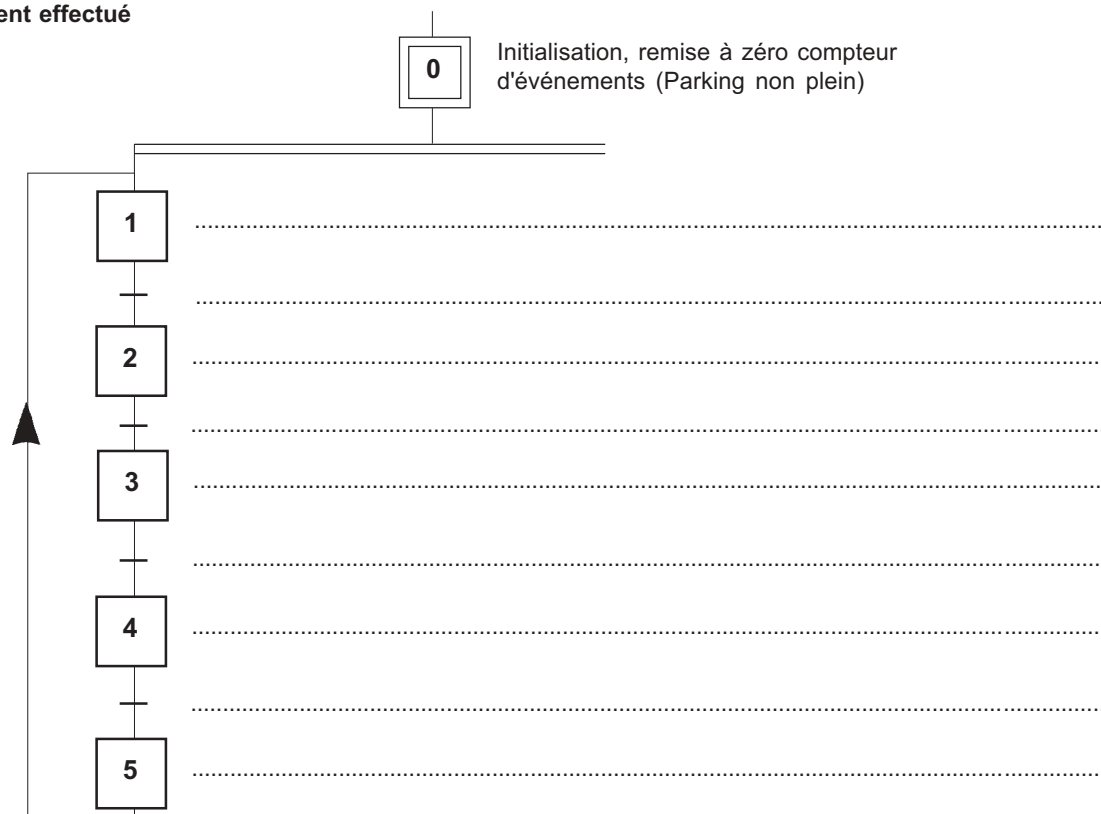 ent effectué
0
Initialisation, remise à zéro compteur
d'événements (Parking non plein)
1
2
3
4
5